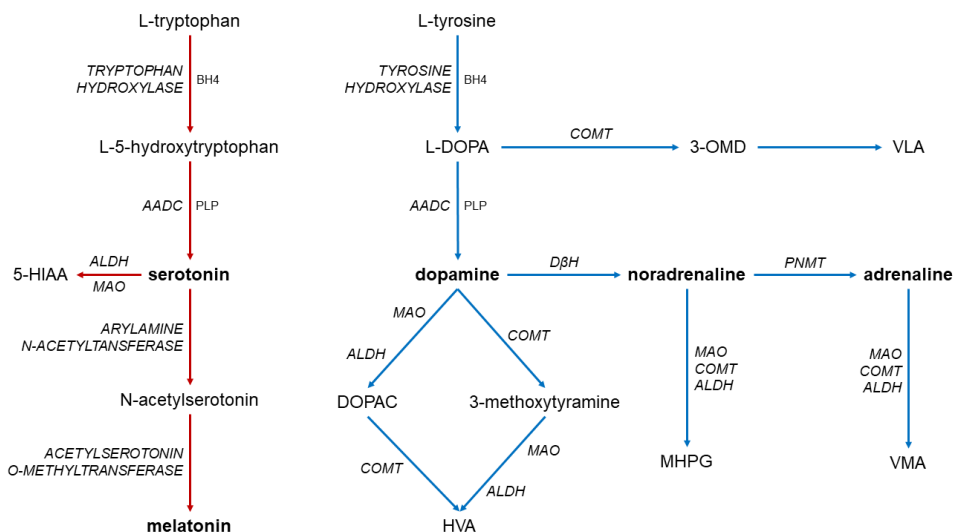 L-tryptophan
L-tyrosine
TRYPTOPHAN
HYDROXYLASE
BH4
TYROSINE
HYDROXYLASE
BH4
L-5-hydroxytryptophan
L-DOPA
COMT
3-OMD
VLA
AADC
PLP
AADC
PLP
5-HIAA
ALDH
MAO
serotonin
dopamine
DβH
noradrenaline
PNMT
adrenaline
ARYLAMINE
N-ACETYLTANSFERASE
MAO
ALDH
COMT
MAO
COMT
ALDH
MAO
COMT
ALDH
N-acetylserotonin
DOPAC
3-methoxytyramine
ACETYLSEROTONIN
O-METHYLTRANSFERASE
COMT
MAO
ALDH
MHPG
VMA
melatonin
HVA